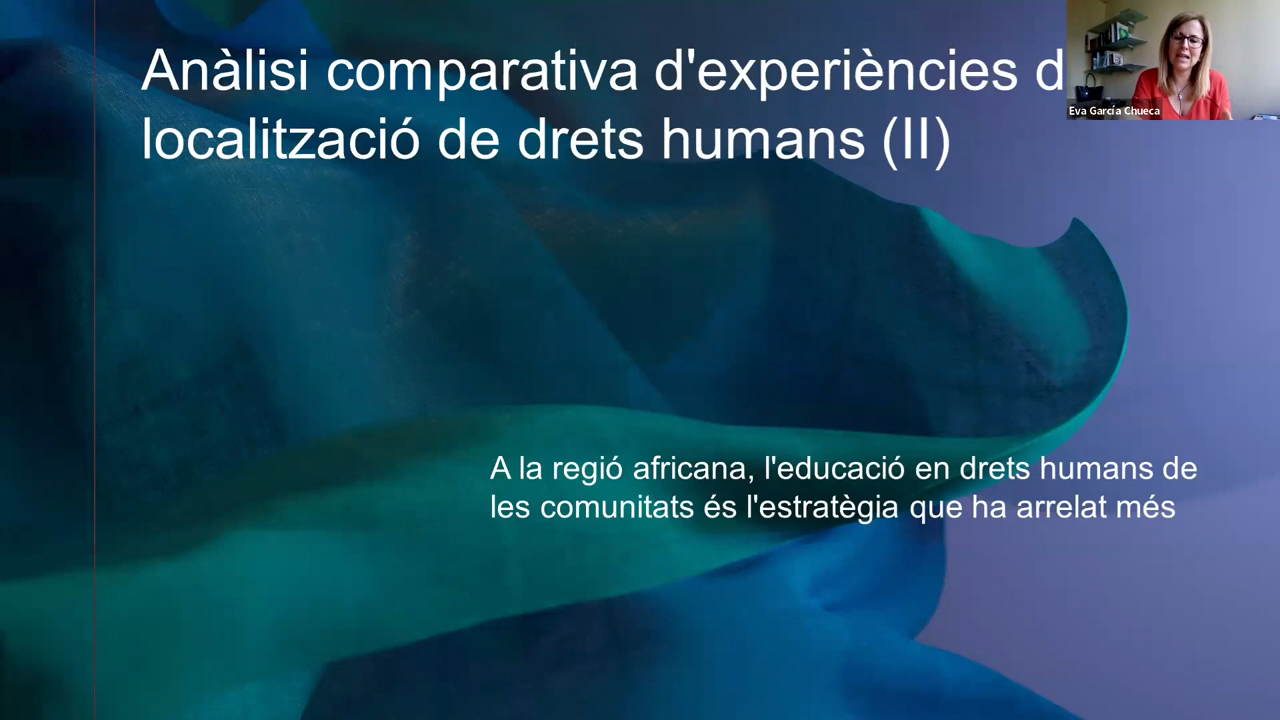 Anàlisi comparativa d'experiències d
localització de drets humans (II)
Eva García Chueca
A la regió africana, l'educació en drets humans de
les comunitats és l'estratègia que ha arrelat més